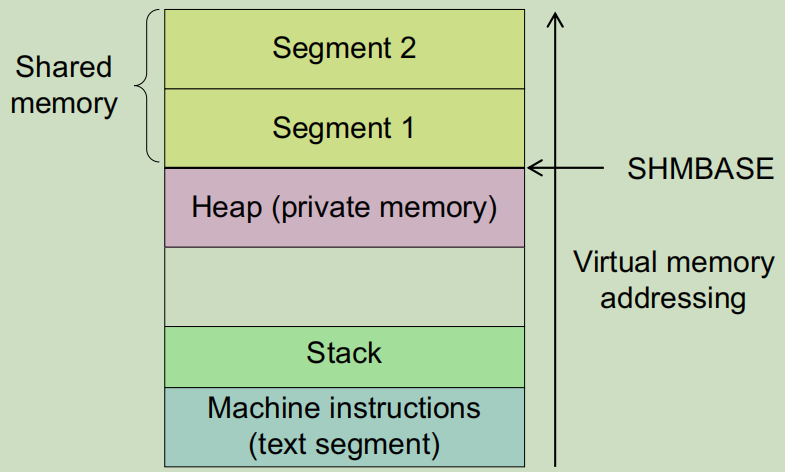 Segment 2
Shared
memory
Segment 1
SHMBASE
Heap (private memory)
Virtual memory
addressing
Stack
Machine instructions
(text segment)